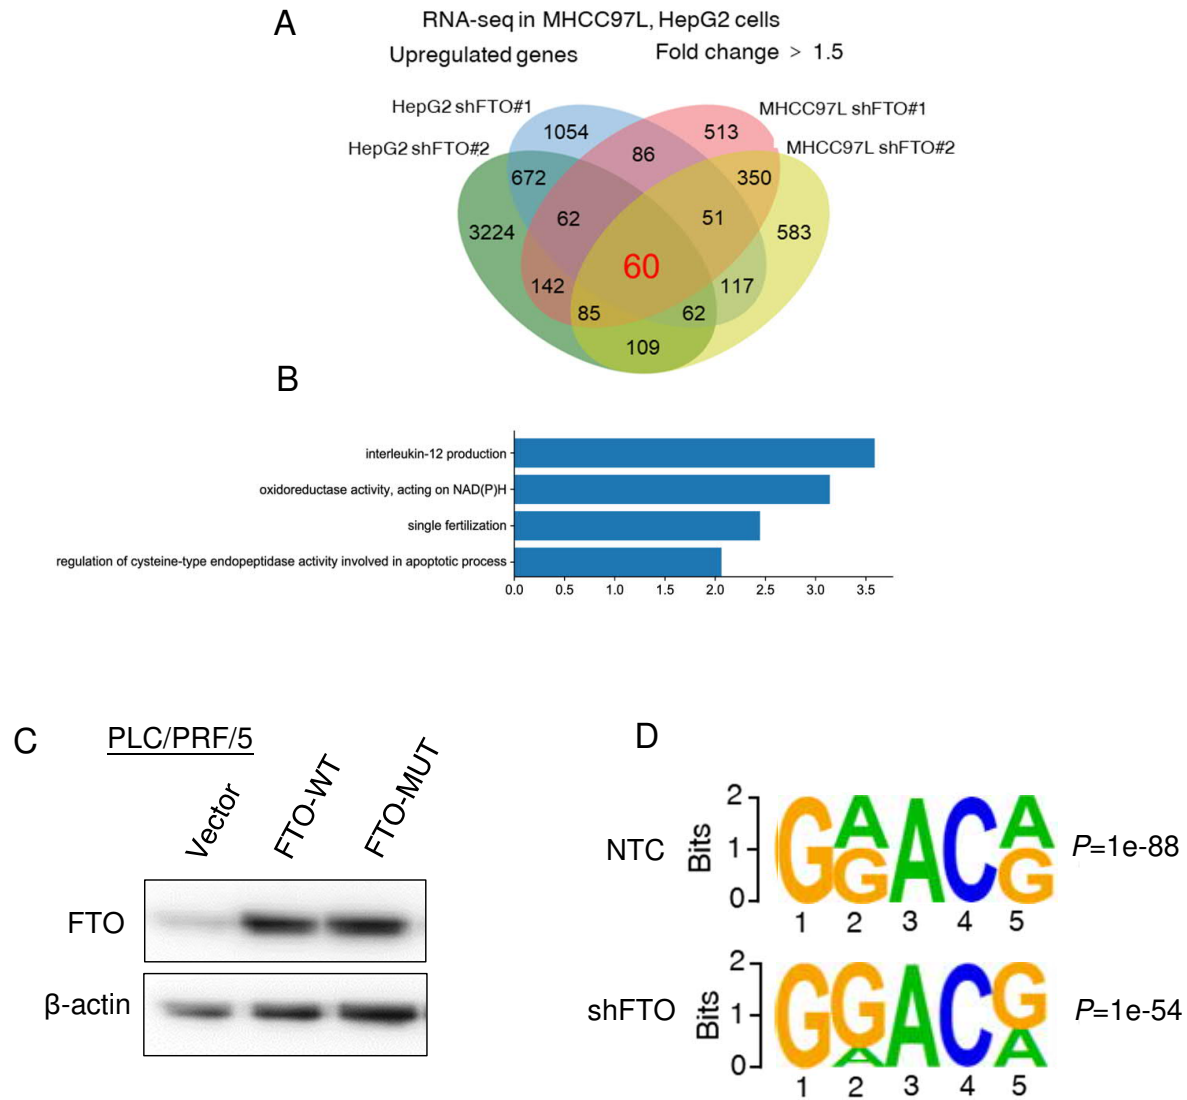 A
RNA-seq in MHCC97L, HepG2 cells
Upregulated genes
Fold change > 1.5
HepG2 shFTO#1
MHCC97L shFTO#1
HepG2 shFTO#2
MHCC97L shFTO#2
1054
513
86
672
350
62
51
3224
583
60
142
117
85
62
109
B
interleukin-12 production
oxidoreductase activity, acting on NAD(P)H
single fertilization
regulation of cysteine-type endopeptidase activity involved in apoptotic process
0.0 0.5 1.0 1.5 2.0 2.5 3.0 3.5
C
PLC/PRF/5
Vector
FTO-WT
FTO-MUT
FTO
β-actin
D
NTC
Bits
2
1
0
GAACA
GG
1 2 3 4 5
P=1e-88
shFTO
Bits
2
1
0
GGACG
AA
1 2 3 4 5
P=1e-54